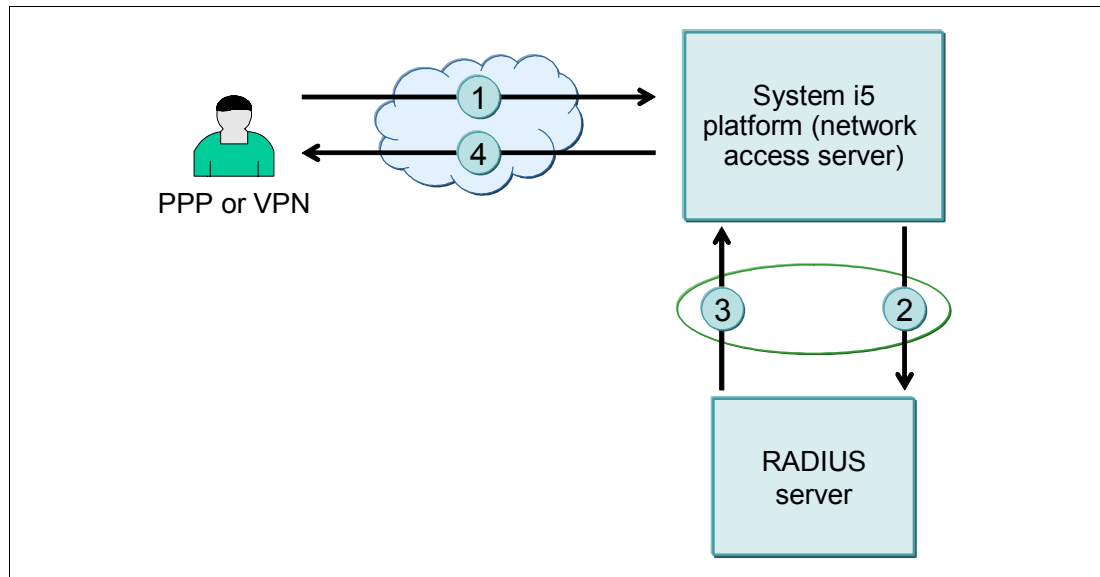 1
4
PPP or VPN
System i5
platform (network
access server)
3
2
RADIUS
server